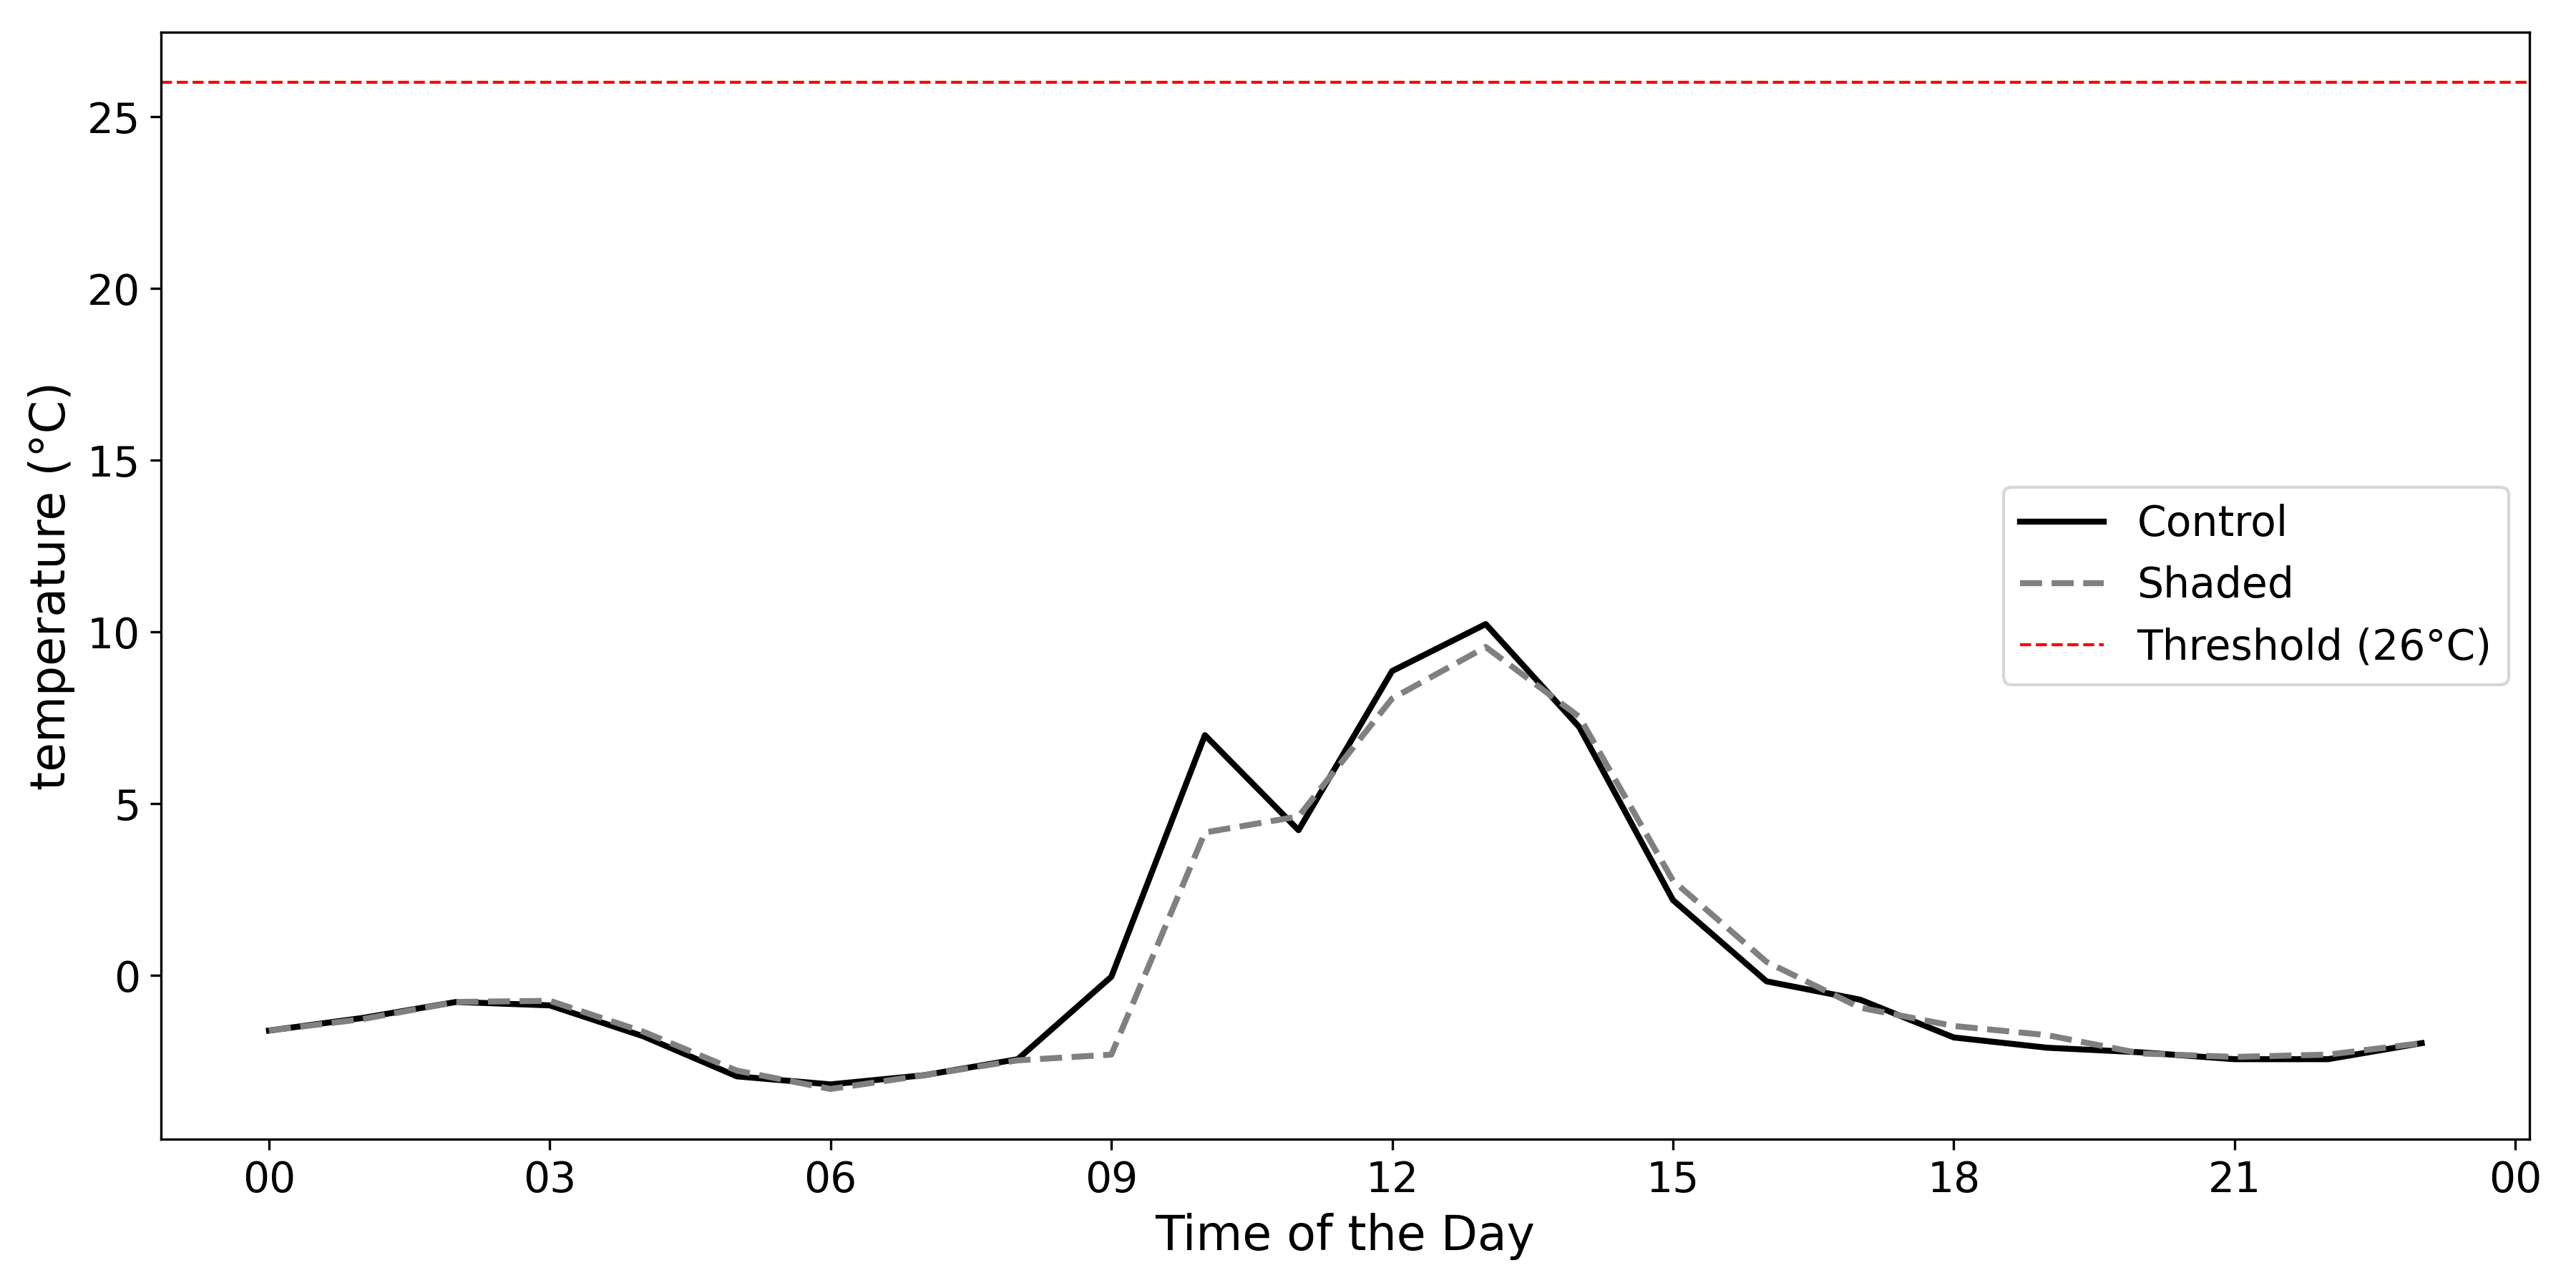 25
20
15
10
5
0
temperature (°C)
Control
Shaded
Threshold (26°C)
00 03 06 09 12 15 18 21 00
Time of the Day